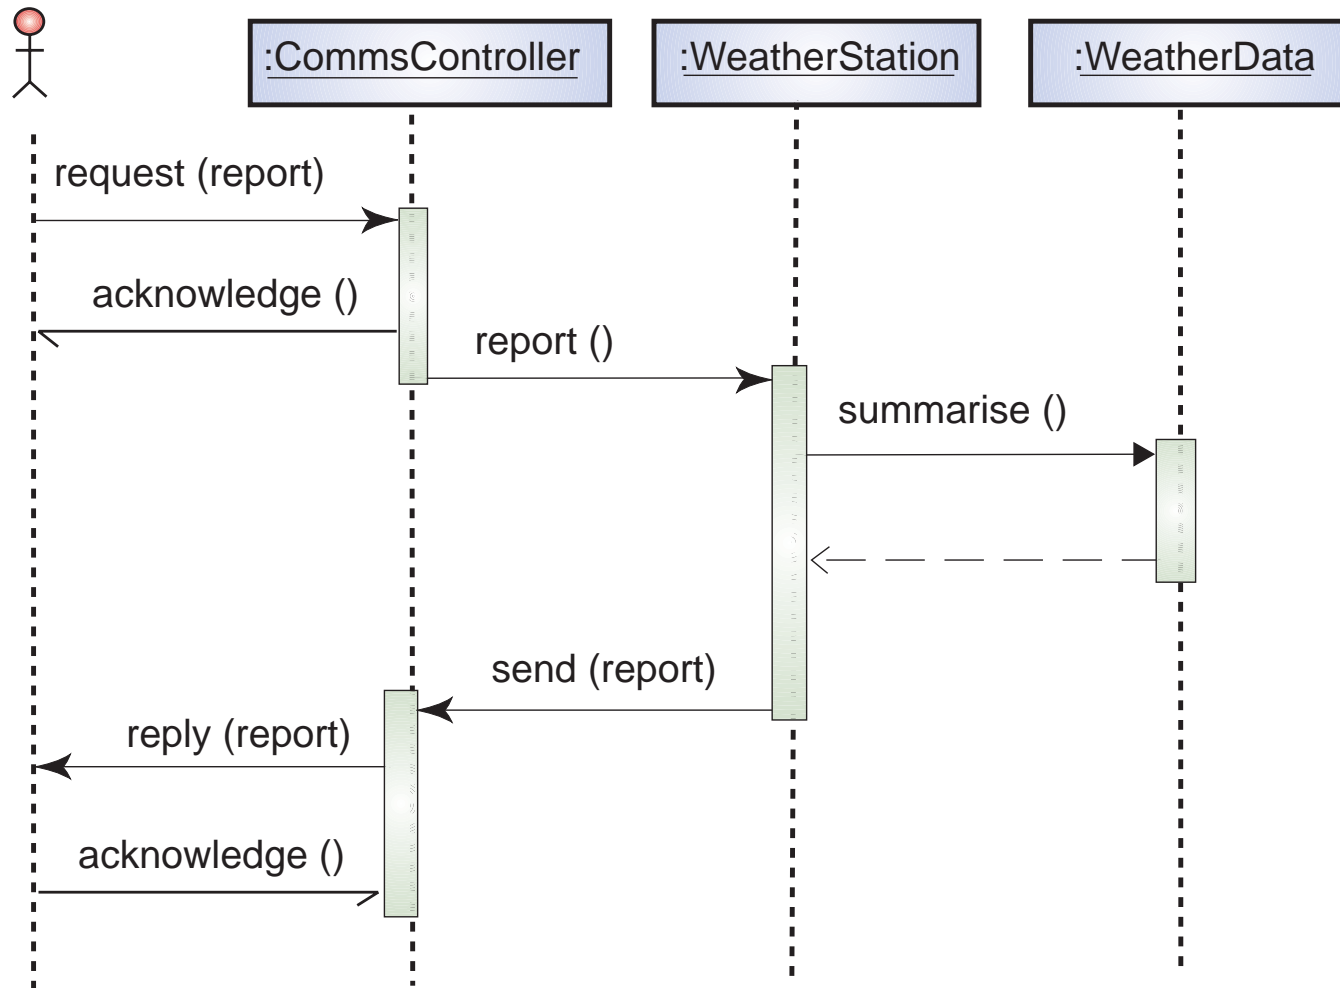 :CommsController
:WeatherStation
:WeatherData
request (report)
acknowledge ()
report ()
summarise ()
send (report)
reply (report)
acknowledge ()